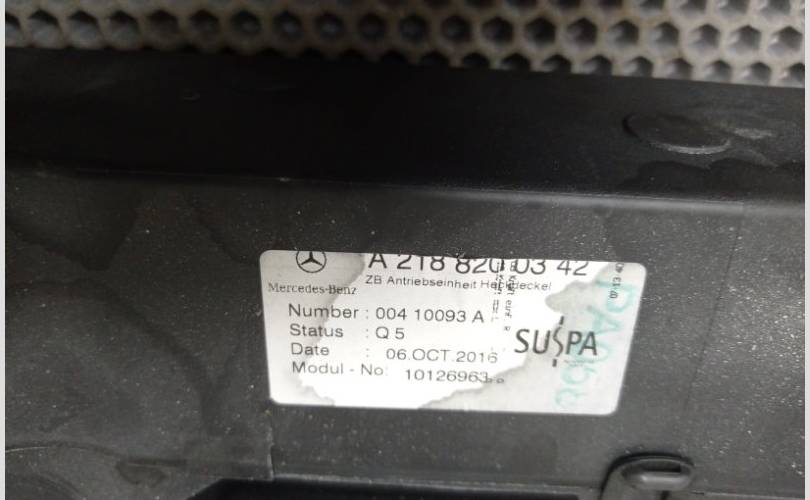 A 218 820 03 42
ZB Antriebseinheit Heckdeckel
Mercedes-Benz
Number : 004 10093 A
Status : Q 5
Date : 06.OCT.2016
Modul - No: 10126963
SUSPA